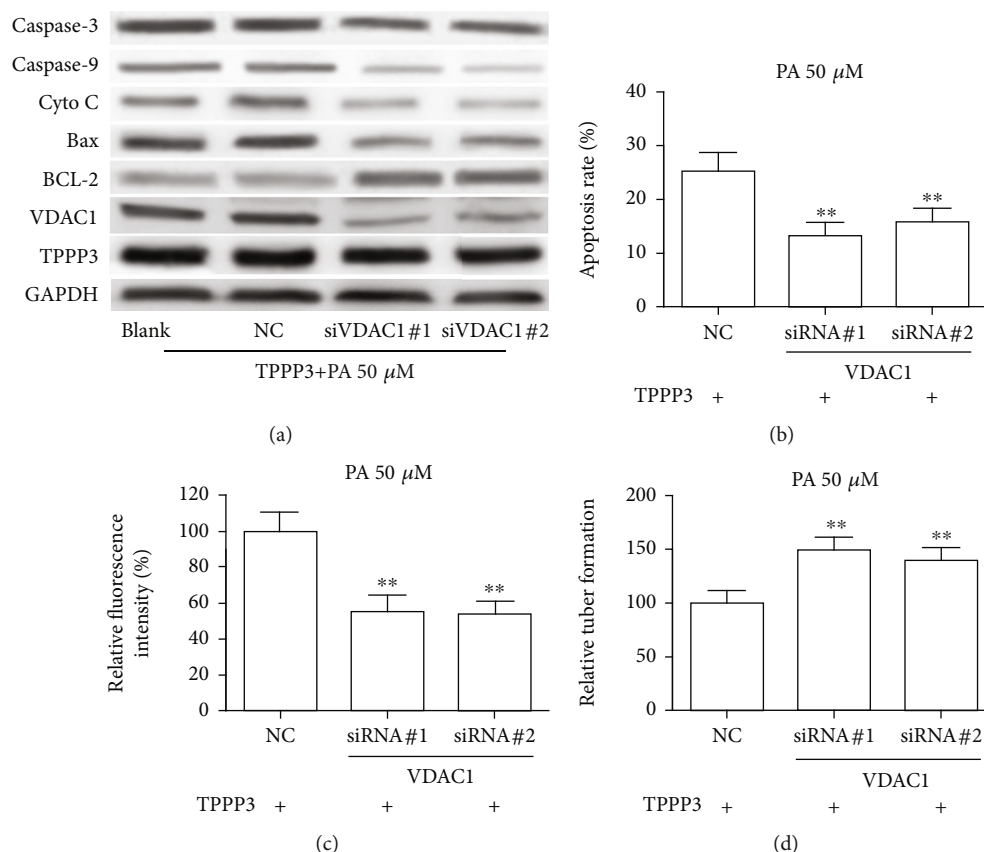 Caspase-3
Caspase-9
Cyto C
Bax
BCL-2
VDAC1
TPPP3
GAPDH
Blank NC siVDAC1#1 siVDAC1#2
TPPP3+PA 50 μM
(a)
PA 50 μM
Apoptosis rate (%)
40
30
20
10
0
NC siRNA#1 siRNA#2
** **
VDAC1
TPPP3 + + +
(b)
PA 50 μM
Relative fluorescence
intensity (%)
120
100
80
60
40
20
0
** **
NC siRNA#1 siRNA#2
VDAC1
TPPP3 + + +
(c)
PA 50 μM
Relative tuber formation
200
150
100
50
0
** **
NC siRNA#1 siRNA#2
VDAC1
TPPP3 + + +
(d)